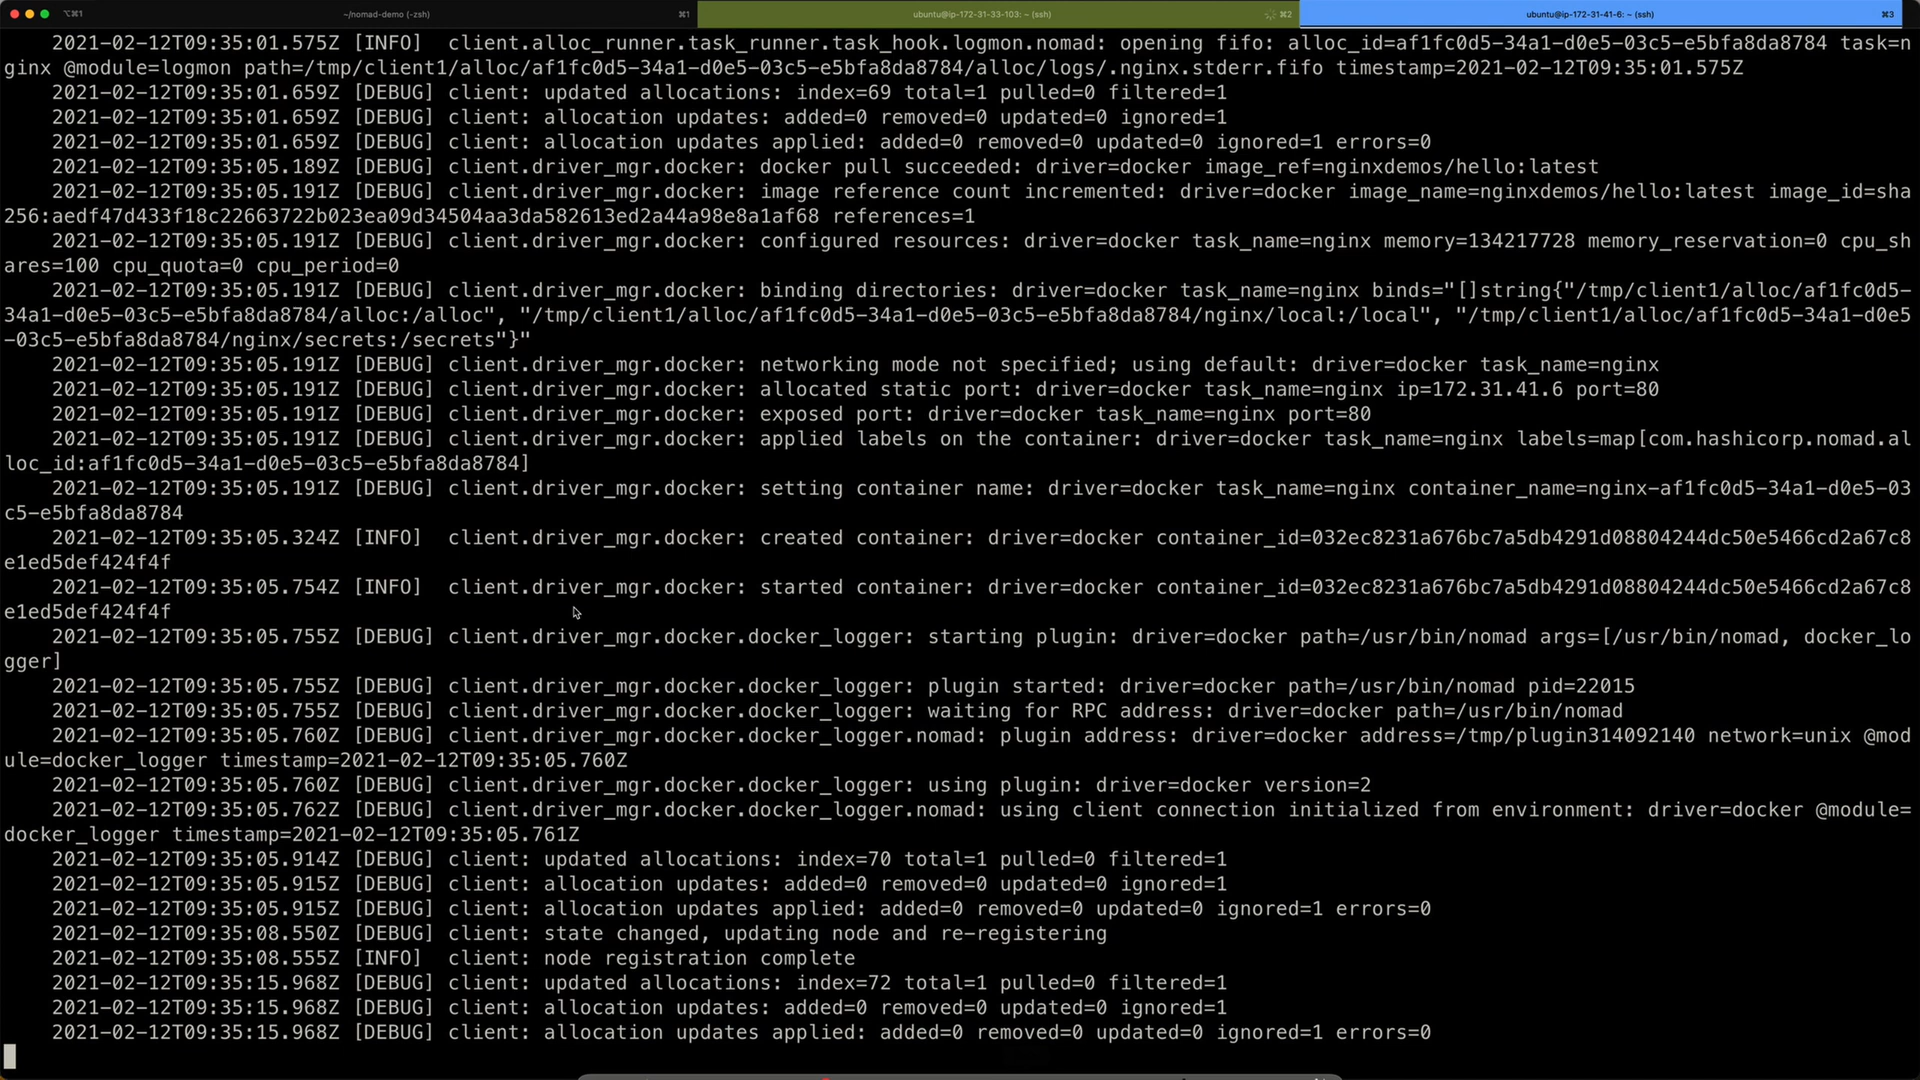 ⌥⌘1
~/nomad-demo (-zsh)
⌘1
ubuntu@ip-172-31-33-103: ~ (ssh)
⌘2
ubuntu@ip-172-31-41-6: ~ (ssh)
⌘3
2021-02-12T09:35:01.575Z [INFO]  client.alloc_runner.task_runner.task_hook.logmon.nomad: opening fifo: alloc_id=af1fc0d5-34a1-d0e5-03c5-e5bfa8da8784 task=n
ginx @module=logmon path=/tmp/client1/alloc/af1fc0d5-34a1-d0e5-03c5-e5bfa8da8784/alloc/logs/.nginx.stderr.fifo timestamp=2021-02-12T09:35:01.575Z
2021-02-12T09:35:01.659Z [DEBUG] client: updated allocations: index=69 total=1 pulled=0 filtered=1
2021-02-12T09:35:01.659Z [DEBUG] client: allocation updates: added=0 removed=0 updated=0 ignored=1
2021-02-12T09:35:01.659Z [DEBUG] client: allocation updates applied: added=0 removed=0 updated=0 ignored=1 errors=0
2021-02-12T09:35:05.189Z [DEBUG] client.driver_mgr.docker: docker pull succeeded: driver=docker image_ref=nginxdemos/hello:latest
2021-02-12T09:35:05.191Z [DEBUG] client.driver_mgr.docker: image reference count incremented: driver=docker image_name=nginxdemos/hello:latest image_id=sha
256:aedf47d433f18c22663722b023ea09d34504aa3da582613ed2a44a98e8a1af68 references=1
2021-02-12T09:35:05.191Z [DEBUG] client.driver_mgr.docker: configured resources: driver=docker task_name=nginx memory=134217728 memory_reservation=0 cpu_sh
ares=100 cpu_quota=0 cpu_period=0
2021-02-12T09:35:05.191Z [DEBUG] client.driver_mgr.docker: binding directories: driver=docker task_name=nginx binds="[]string{"/tmp/client1/alloc/af1fc0d5-
34a1-d0e5-03c5-e5bfa8da8784/alloc:/alloc", "/tmp/client1/alloc/af1fc0d5-34a1-d0e5-03c5-e5bfa8da8784/nginx/local:/local", "/tmp/client1/alloc/af1fc0d5-34a1-d0e5
-03c5-e5bfa8da8784/nginx/secrets:/secrets"}"
2021-02-12T09:35:05.191Z [DEBUG] client.driver_mgr.docker: networking mode not specified; using default: driver=docker task_name=nginx
2021-02-12T09:35:05.191Z [DEBUG] client.driver_mgr.docker: allocated static port: driver=docker task_name=nginx ip=172.31.41.6 port=80
2021-02-12T09:35:05.191Z [DEBUG] client.driver_mgr.docker: exposed port: driver=docker task_name=nginx port=80
2021-02-12T09:35:05.191Z [DEBUG] client.driver_mgr.docker: applied labels on the container: driver=docker task_name=nginx labels=map[com.hashicorp.nomad.al
loc_id:af1fc0d5-34a1-d0e5-03c5-e5bfa8da8784]
2021-02-12T09:35:05.191Z [DEBUG] client.driver_mgr.docker: setting container name: driver=docker task_name=nginx container_name=nginx-af1fc0d5-34a1-d0e5-03
c5-e5bfa8da8784
2021-02-12T09:35:05.324Z [INFO]  client.driver_mgr.docker: created container: driver=docker container_id=032ec8231a676bc7a5db4291d08804244dc50e5466cd2a67c8
e1ed5def424f4f
2021-02-12T09:35:05.754Z [INFO]  client.driver_mgr.docker: started container: driver=docker container_id=032ec8231a676bc7a5db4291d08804244dc50e5466cd2a67c8
e1ed5def424f4f
2021-02-12T09:35:05.755Z [DEBUG] client.driver_mgr.docker.docker_logger: starting plugin: driver=docker path=/usr/bin/nomad args=[/usr/bin/nomad, docker_lo
gger]
2021-02-12T09:35:05.755Z [DEBUG] client.driver_mgr.docker.docker_logger: plugin started: driver=docker path=/usr/bin/nomad pid=22015
2021-02-12T09:35:05.755Z [DEBUG] client.driver_mgr.docker.docker_logger: waiting for RPC address: driver=docker path=/usr/bin/nomad
2021-02-12T09:35:05.760Z [DEBUG] client.driver_mgr.docker.docker_logger.nomad: plugin address: driver=docker address=/tmp/plugin314092140 network=unix @mod
ule=docker_logger timestamp=2021-02-12T09:35:05.760Z
2021-02-12T09:35:05.760Z [DEBUG] client.driver_mgr.docker.docker_logger: using plugin: driver=docker version=2
2021-02-12T09:35:05.762Z [DEBUG] client.driver_mgr.docker.docker_logger.nomad: using client connection initialized from environment: driver=docker @module=
docker_logger timestamp=2021-02-12T09:35:05.761Z
2021-02-12T09:35:05.914Z [DEBUG] client: updated allocations: index=70 total=1 pulled=0 filtered=1
2021-02-12T09:35:05.915Z [DEBUG] client: allocation updates: added=0 removed=0 updated=0 ignored=1
2021-02-12T09:35:05.915Z [DEBUG] client: allocation updates applied: added=0 removed=0 updated=0 ignored=1 errors=0
2021-02-12T09:35:08.550Z [DEBUG] client: state changed, updating node and re-registering
2021-02-12T09:35:08.555Z [INFO]  client: node registration complete
2021-02-12T09:35:15.968Z [DEBUG] client: updated allocations: index=72 total=1 pulled=0 filtered=1
2021-02-12T09:35:15.968Z [DEBUG] client: allocation updates: added=0 removed=0 updated=0 ignored=1
2021-02-12T09:35:15.968Z [DEBUG] client: allocation updates applied: added=0 removed=0 updated=0 ignored=1 errors=0